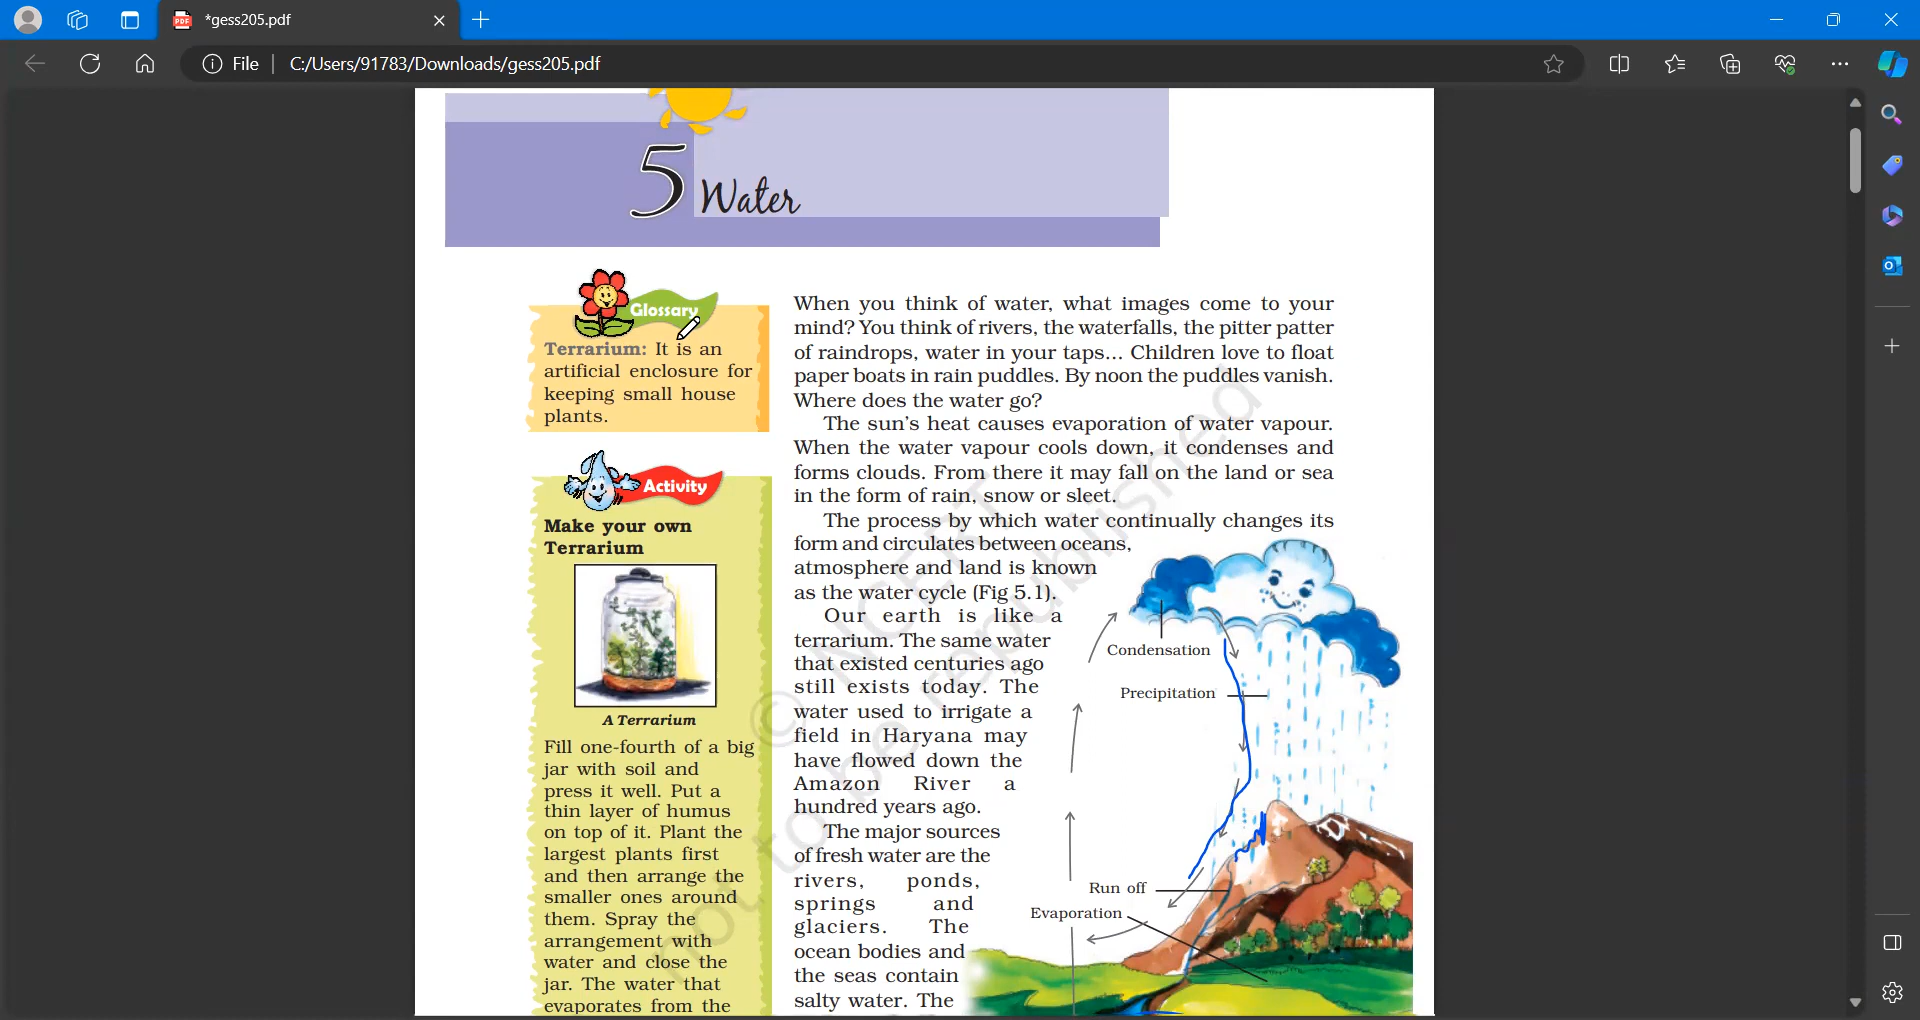 *gess205.pdf
File
C:/Users/91783/Downloads/gess205.pdf
5 Water
Glossary
Terrarium: It is an
artificial enclosure for
keeping small house
plants.
Activity
Make your own
Terrarium
A Terrarium
Fill one-fourth of a big
jar with soil and
press it well. Put a
thin layer of humus
on top of it. Plant the
largest plants first
and then arrange the
smaller ones around
them. Spray the
arrangement with
water and close the
jar. The water that
evaporates from the
When you think of water, what images come to your
mind? You think of rivers, the waterfalls, the pitter patter
of raindrops, water in your taps... Children love to float
paper boats in rain puddles. By noon the puddles vanish.
Where does the water go?
The sun's heat causes evaporation of water vapour.
When the water vapour cools down, it condenses and
forms clouds. From there it may fall on the land or sea
in the form of rain, snow or sleet.
The process by which water continually changes its
form and circulates between oceans,
atmosphere and land is known
as the water cycle (Fig 5.1).
Our earth is like a
terrarium. The same water
that existed centuries ago
still exists today. The
water used to irrigate a
field in Haryana may
have flowed down the
Amazon River a
hundred years ago.
The major sources
of fresh water are the
rivers, ponds,
springs and
glaciers. The
ocean bodies and
the seas contain
salty water. The
Condensation
Precipitation
Run off
Evaporation
© NCERT
not to be republished